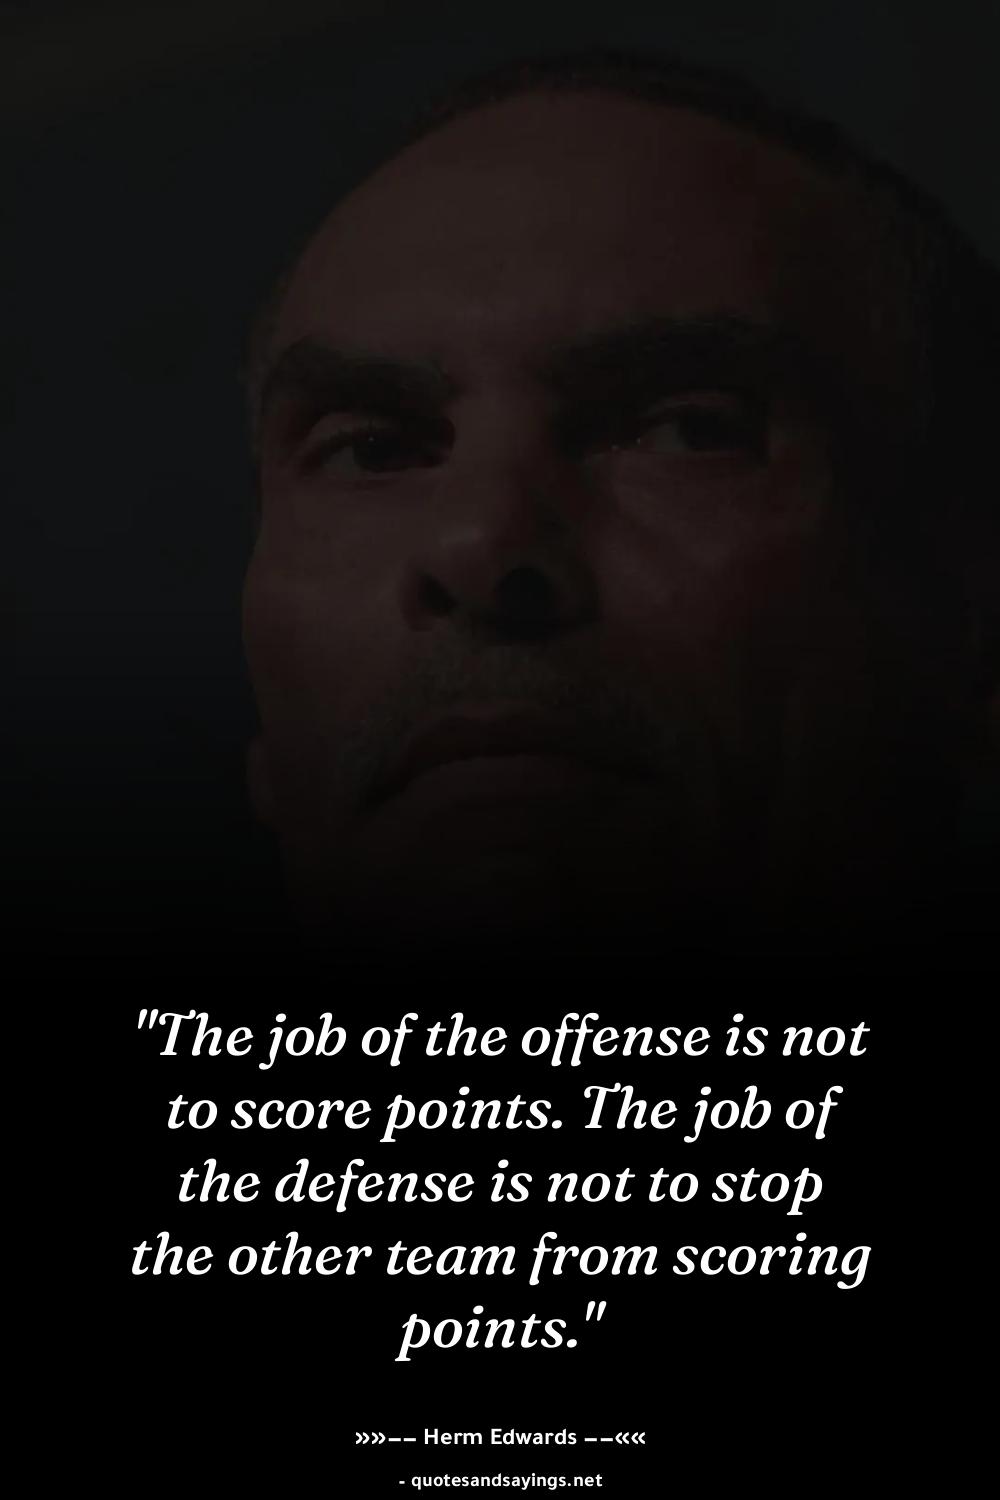 "The job of the offense is not
to score points. The job of
the defense is not to stop
the other team from scoring
points."
»»−− Herm Edwards −−««
- quotesandsayings.net